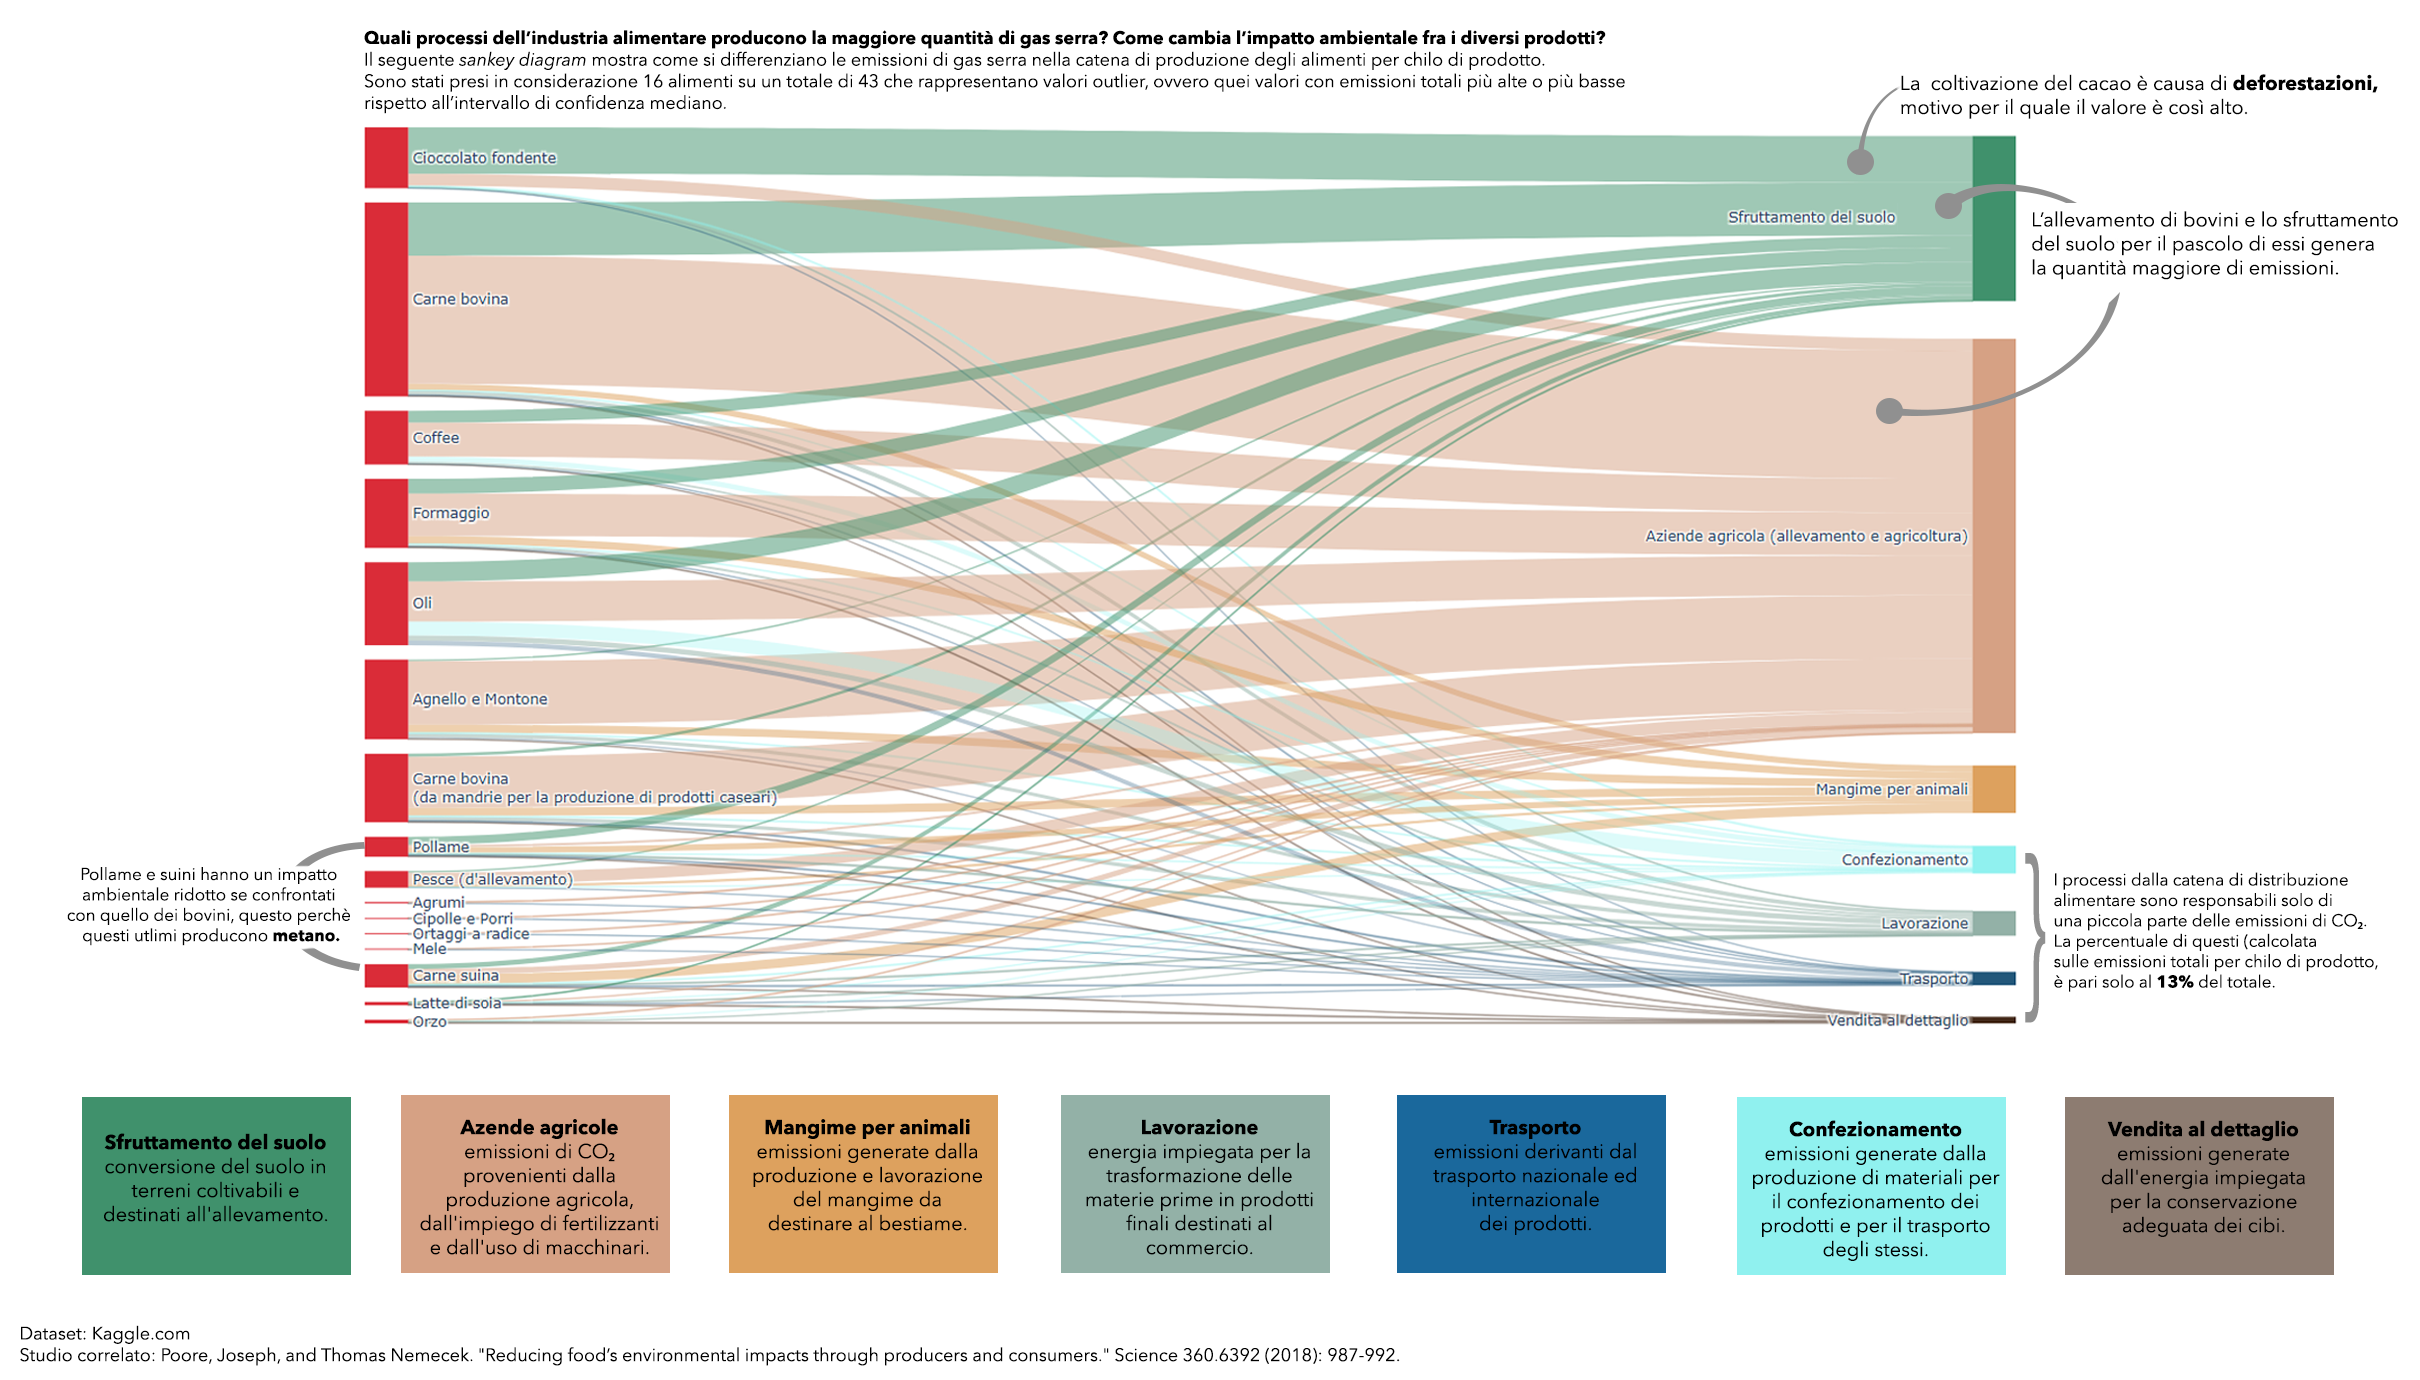 Quali processi dell'industria alimentare producono la maggiore quantità di gas serra? Come cambia l'impatto ambientale fra i diversi prodotti?
Il seguente sankey diagram mostra come si differenziano le emissioni di gas serra nella catena di produzione degli alimenti per chilo di prodotto.
Sono stati presi in considerazione 16 alimenti su un totale di 43 che rappresentano valori outlier, ovvero quei valori con emissioni totali più alte o più basse
rispetto all'intervallo di confidenza mediano.
La coltivazione del cacao è causa di deforestazioni,
motivo per il quale il valore è così alto.
Cioccolato fondente
Sfruttamento del suolo
L'allevamento di bovini e lo sfruttamento
del suolo per il pascolo di essi genera
la quantità maggiore di emissioni.
Carne bovina
Coffee
Formaggio
Aziende agricola (allevamento e agricoltura)
Oli
Agnello e Montone
Carne bovina
(da mandrie per la produzione di prodotti caseari)
Mangime per animali
Pollame
Confezionamento
Pesce (d'allevamento)
Agrumi
Cipolle e Porri
Lavorazione
Ortaggi a radice
Mele
Carne suina
Trasporto
Latte di soia
Orzo
Vendita al dettaglio
Pollame e suini hanno un impatto
ambientale ridotto se confrontati
con quello dei bovini, questo perchè
questi utlimi producono metano.
I processi dalla catena di distribuzione
alimentare sono responsabili solo di
una piccola parte delle emissioni di CO₂.
La percentuale di questi (calcolata
sulle emissioni totali per chilo di prodotto,
è pari solo al 13% del totale.
Sfruttamento del suolo
conversione del suolo in
terreni coltivabili e
destinati all'allevamento.
Azende agricole
emissioni di CO₂
provenienti dalla
produzione agricola,
dall'impiego di fertilizzanti
e dall'uso di macchinari.
Mangime per animali
emissioni generate dalla
produzione e lavorazione
del mangime da
destinare al bestiame.
Lavorazione
energia impiegata per la
trasformazione delle
materie prime in prodotti
finali destinati al
commercio.
Trasporto
emissioni derivanti dal
trasporto nazionale ed
internazionale
dei prodotti.
Confezionamento
emissioni generate dalla
produzione di materiali per
il confezionamento dei
prodotti e per il trasporto
degli stessi.
Vendita al dettaglio
emissioni generate
dall'energia impiegata
per la conservazione
adeguata dei cibi.
Dataset: Kaggle.com
Studio correlato: Poore, Joseph, and Thomas Nemecek. "Reducing food's environmental impacts through producers and consumers." Science 360.6392 (2018): 987-992.